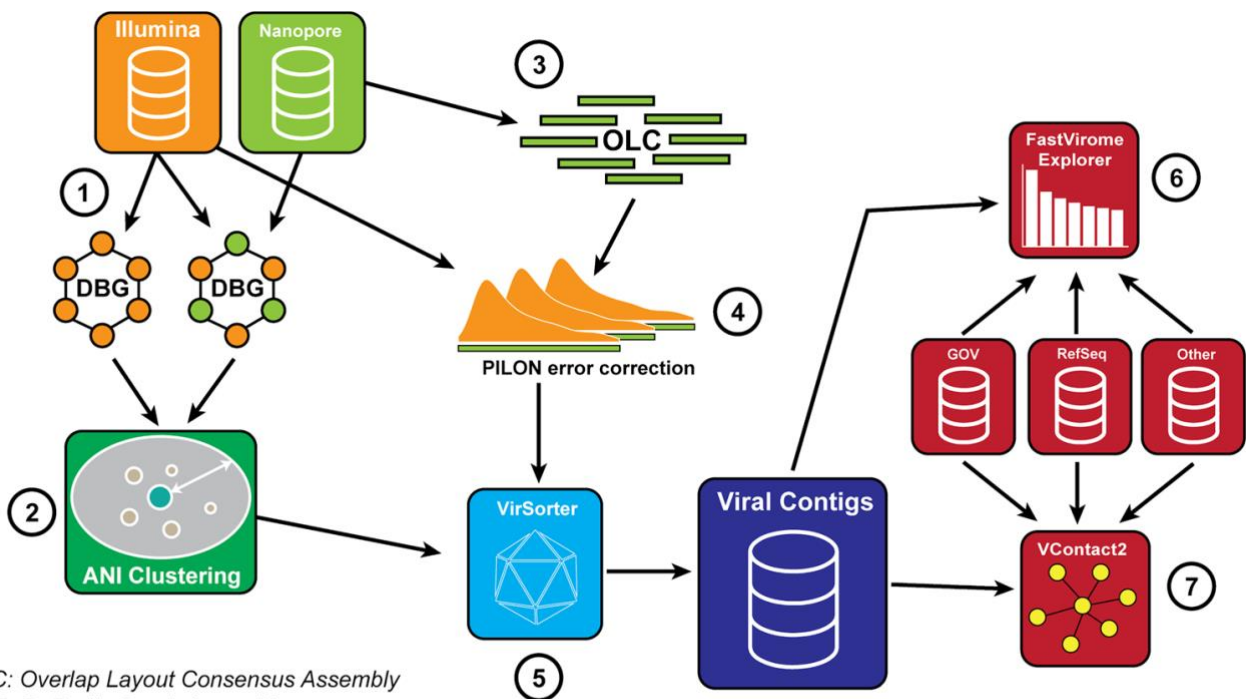 Illumina
Nanopore
3
OLC
1
DBG
DBG
FastVirome
Explorer
6
4
PILON error correction
GOV
RefSeq
Other
2
ANI Clustering
VirSorter
Viral Contigs
VContact2
7
5
C: Overlap Layout Consensus Assembly